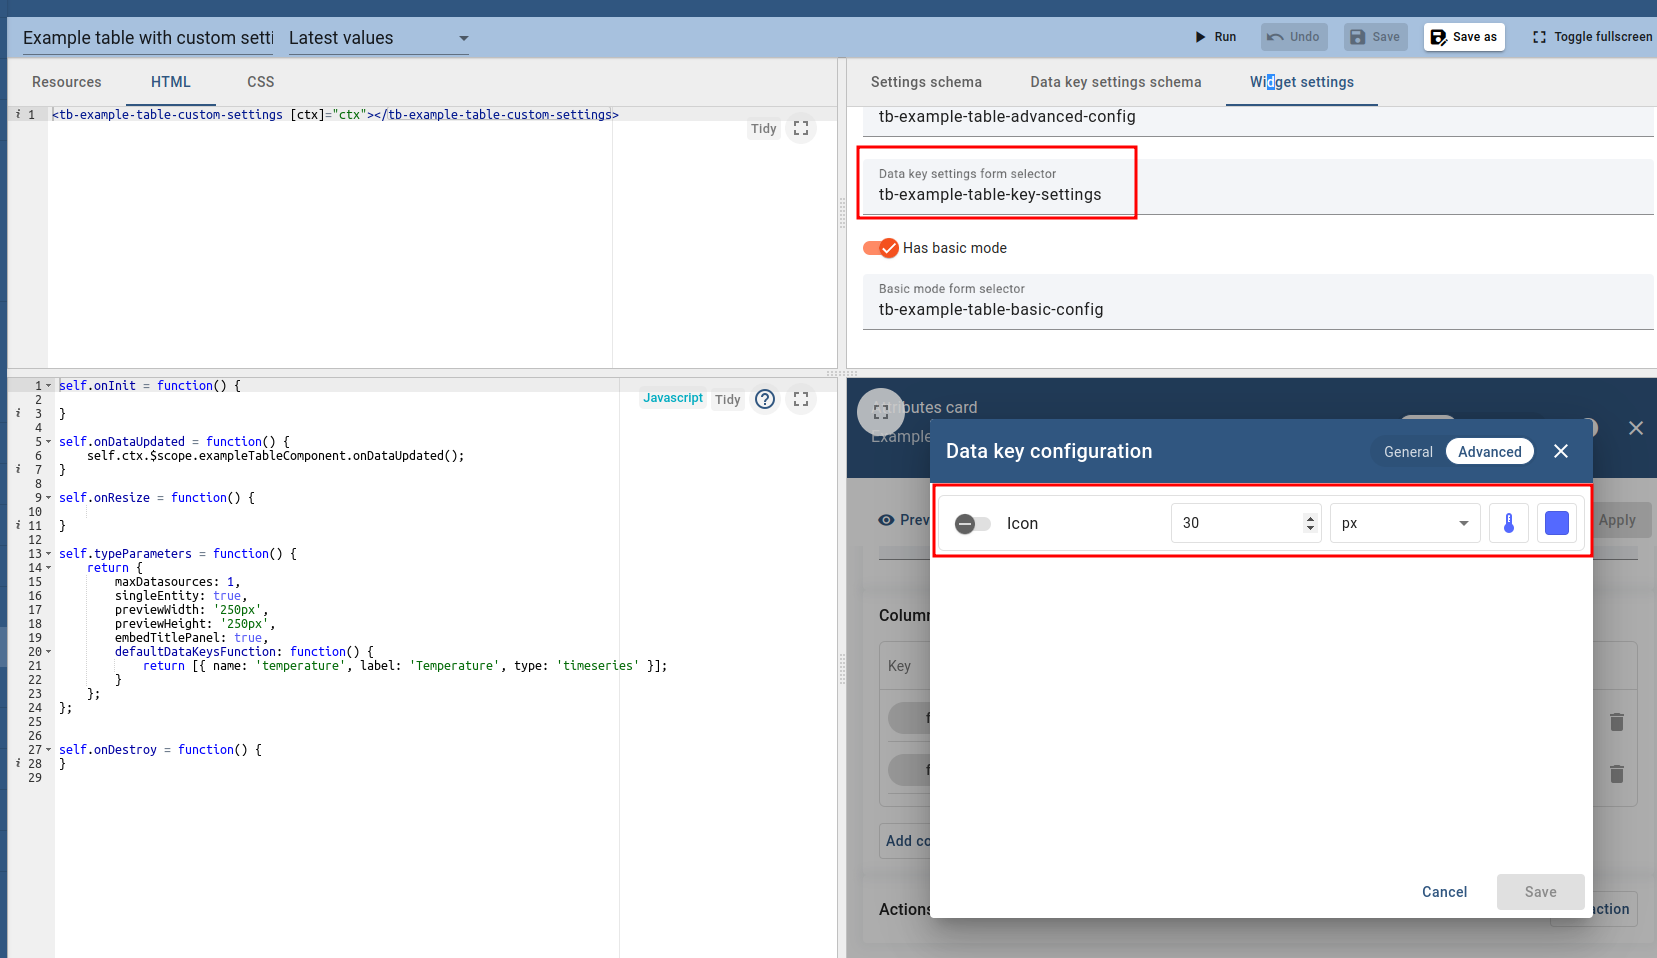 Example table with custom setti
Latest values
Run
Undo
Save
Save as
Toggle fullscreen
Resources
HTML
CSS
Settings schema
Data key settings schema
Widget settings
1 <tb-example-table-custom-settings [ctx]="ctx"></tb-example-table-custom-settings>
Tidy
tb-example-table-advanced-config
Data key settings form selector
tb-example-table-key-settings
Has basic mode
Basic mode form selector
tb-example-table-basic-config
Javascript
Tidy
1 self.onInit = function() {
2
3 }
4
5 self.onDataUpdated = function() {
6     self.ctx.$scope.exampleTableComponent.onDataUpdated();
7 }
8
9 self.onResize = function() {
10
11 }
12
13 self.typeParameters = function() {
14     return {
15         maxDatasources: 1,
16         singleEntity: true,
17         previewWidth: '250px',
18         previewHeight: '250px',
19         embedTitlePanel: true,
20         defaultDataKeysFunction: function() {
21             return [{ name: 'temperature', label: 'Temperature', type: 'timeseries' }];
22         }
23     };
24 };
25
26
27 self.onDestroy = function() {
28 }
29
butes card
Example
Data key configuration
General
Advanced
Prev
Icon
30
px
Apply
Column
Key
f
f
Add co
Actions
ction
Cancel
Save